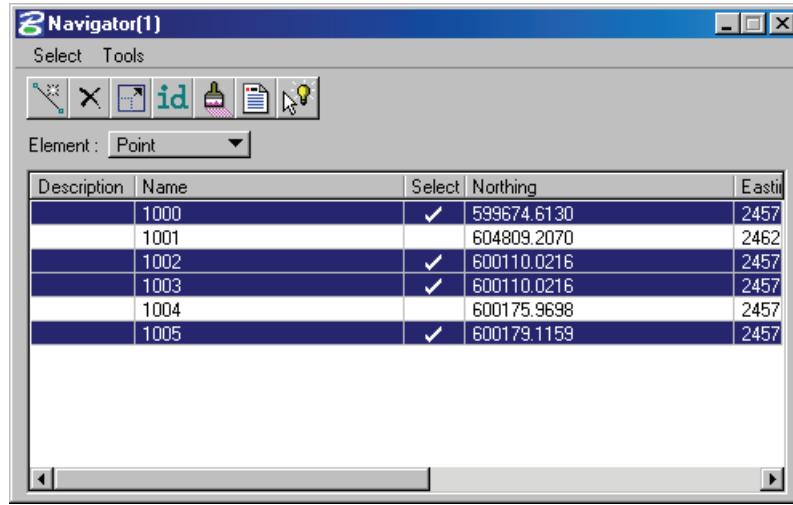 Navigator(1)
Select Tools
id
Element : Point
Description Name Select Northing Eastii
1000 599674.6130 2457
1001 604809.2070 2462
1002 600110.0216 2457
1003 600110.0216 2457
1004 600175.9698 2457
1005 600179.1159 2457